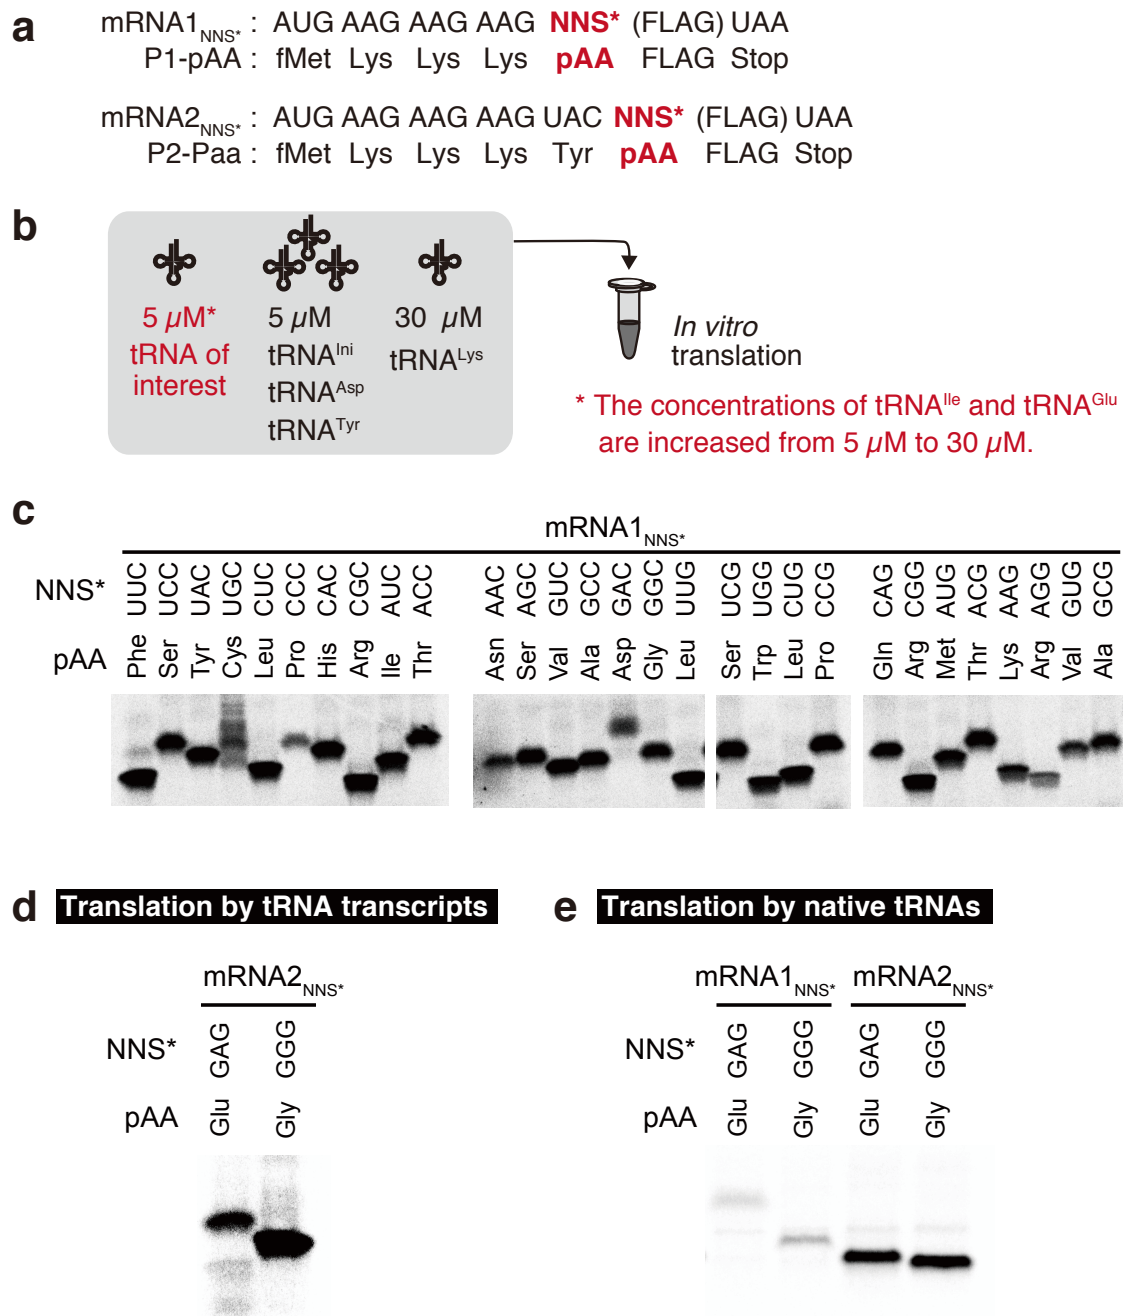 a
mRNA1NNS* : AUG AAG AAG AAG NNS* (FLAG) UAA
P1-pAA : fMet Lys Lys Lys pAA FLAG Stop
mRNA2NNS* : AUG AAG AAG AAG UAC NNS* (FLAG) UAA
P2-Paa : fMet Lys Lys Lys Tyr pAA FLAG Stop
b
5 µM* 5 µM 30 µM
tRNA of interest
tRNAIni
tRNAAsp
tRNATyr
tRNALys
In vitro
translation
* The concentrations of tRNAIle and tRNAGlu
are increased from 5 µM to 30 µM.
c
mRNA1NNS*
NNS* UUC UCC UAC UGC CUC CCC CAC CGC AUC ACC AAC AGC GUC GCC GAC GGC UUG UCG UGG CUG CCG CAG CGG AUG ACG AAG AGG GUG GCG
pAA Phe Ser Tyr Cys Leu Pro His Arg Ile Thr Asn Ser Val Ala Asp Gly Leu Ser Trp Leu Pro Gln Arg Met Thr Lys Arg Val Ala
d Translation by tRNA transcripts
mRNA2NNS*
NNS* GAG GGG
pAA Glu Gly
e Translation by native tRNAs
mRNA1NNS* mRNA2NNS*
NNS* GAG GGG GAG GGG
pAA Glu Gly Glu Gly